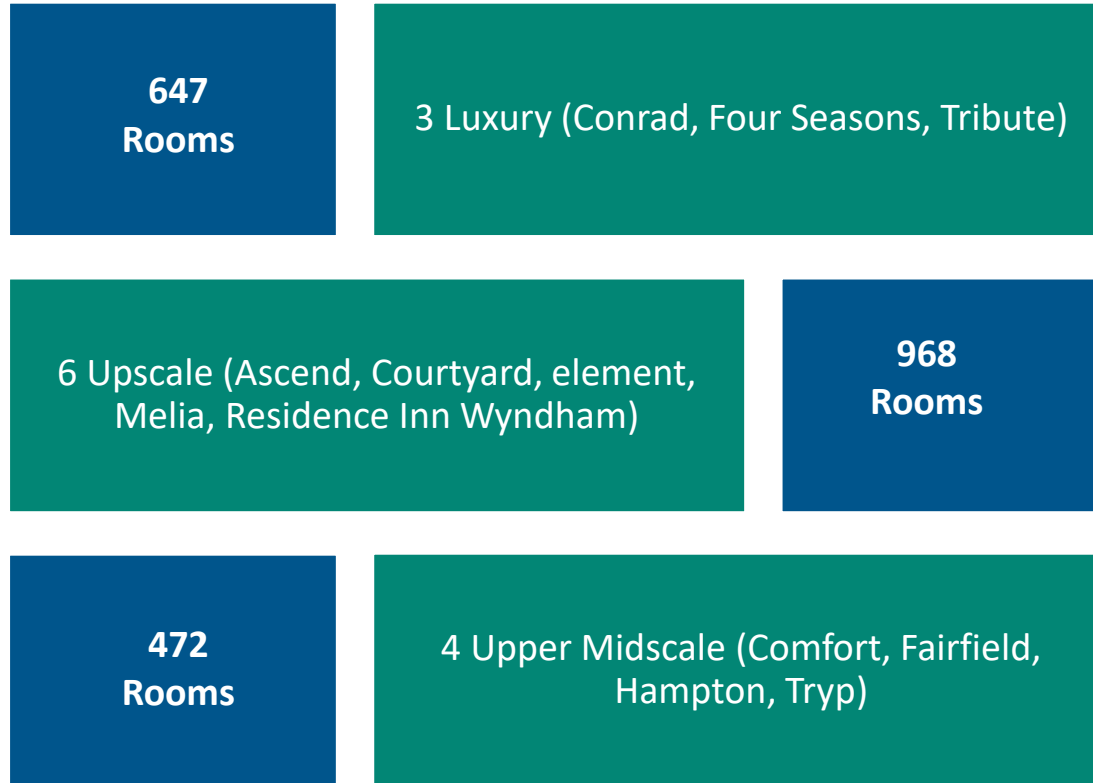 647
Rooms
3 Luxury (Conrad, Four Seasons, Tribute)
6 Upscale (Ascend, Courtyard, element,
Melia, Residence Inn Wyndham)
968
Rooms
472
Rooms
4 Upper Midscale (Comfort, Fairfield,
Hampton, Tryp)